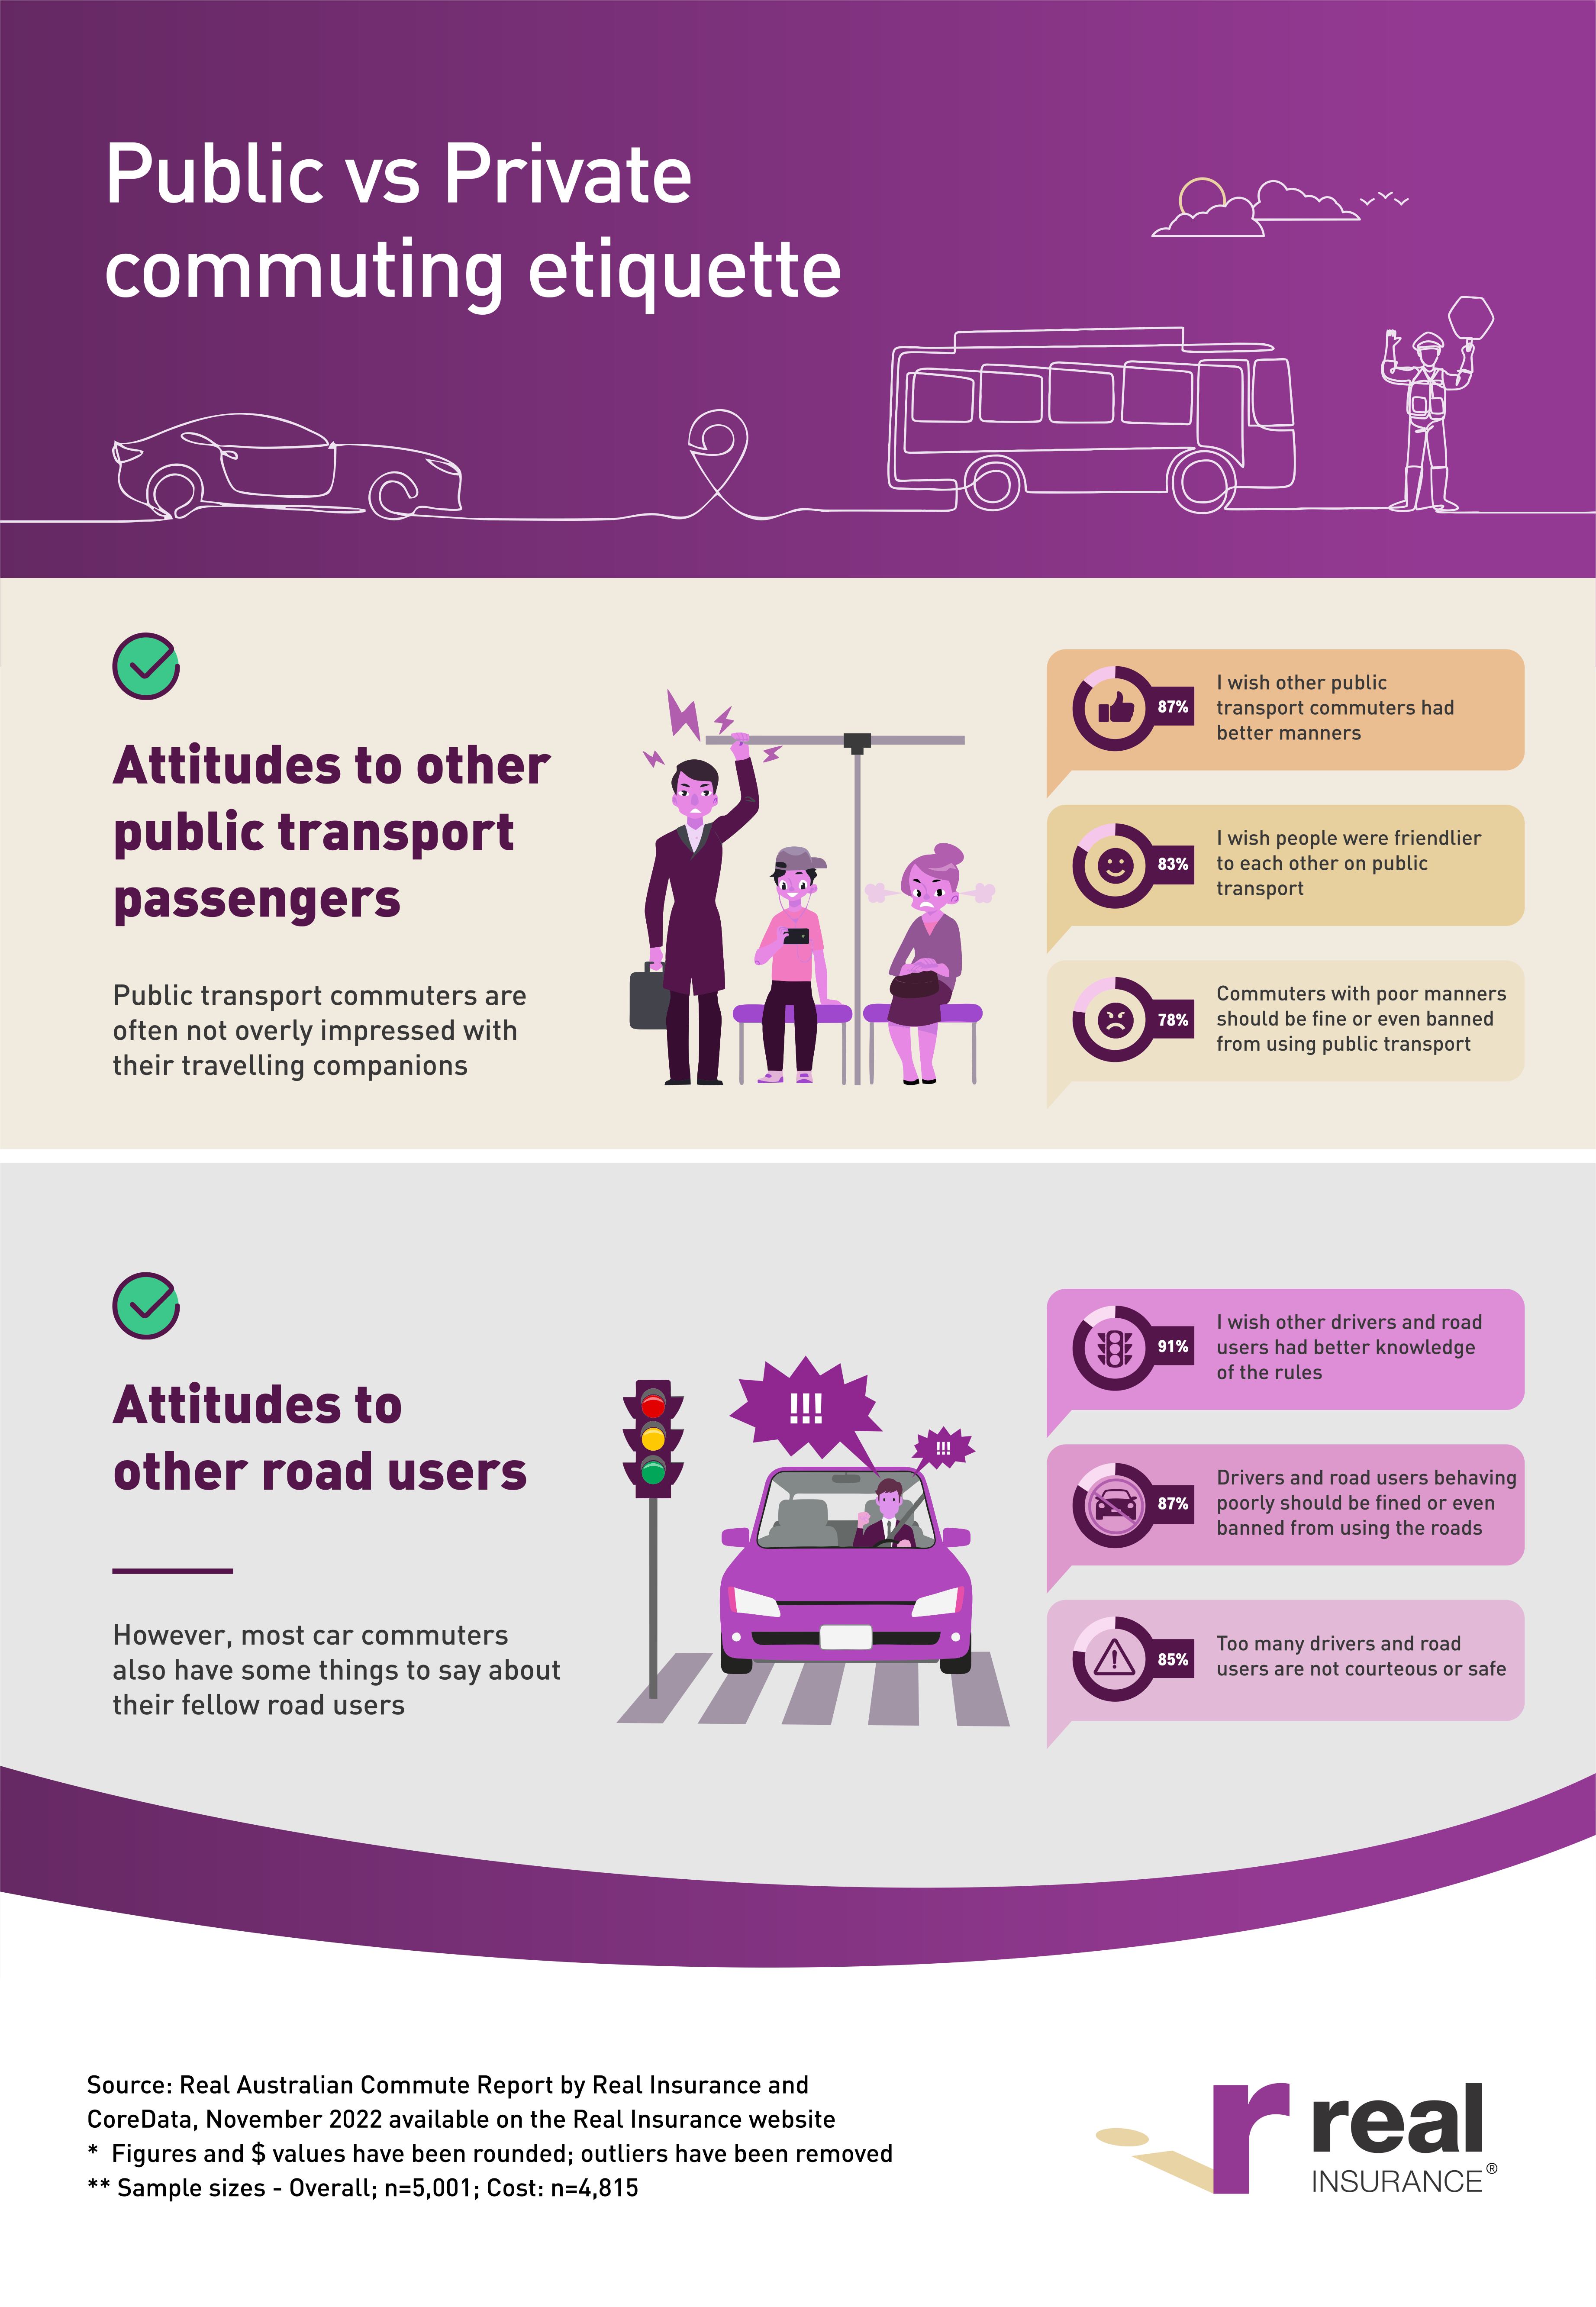 Public vs Private
commuting etiquette
Attitudes to other
public transport
passengers
Public transport commuters are
often not overly impressed with
their travelling companions
87%
I wish other public
transport commuters had
better manners
83%
I wish people were friendlier
to each other on public
transport
78%
Commuters with poor manners
should be fine or even banned
from using public transport
Attitudes to
other road users
However, most car commuters
also have some things to say about
their fellow road users
!!!
!!!
91%
I wish other drivers and road
users had better knowledge
of the rules
87%
Drivers and road users behaving
poorly should be fined or even
banned from using the roads
85%
Too many drivers and road
users are not courteous or safe
Source: Real Australian Commute Report by Real Insurance and
CoreData, November 2022 available on the Real Insurance website
* Figures and $ values have been rounded; outliers have been removed
** Sample sizes - Overall; n=5,001; Cost: n=4,815
r
real
INSURANCE®